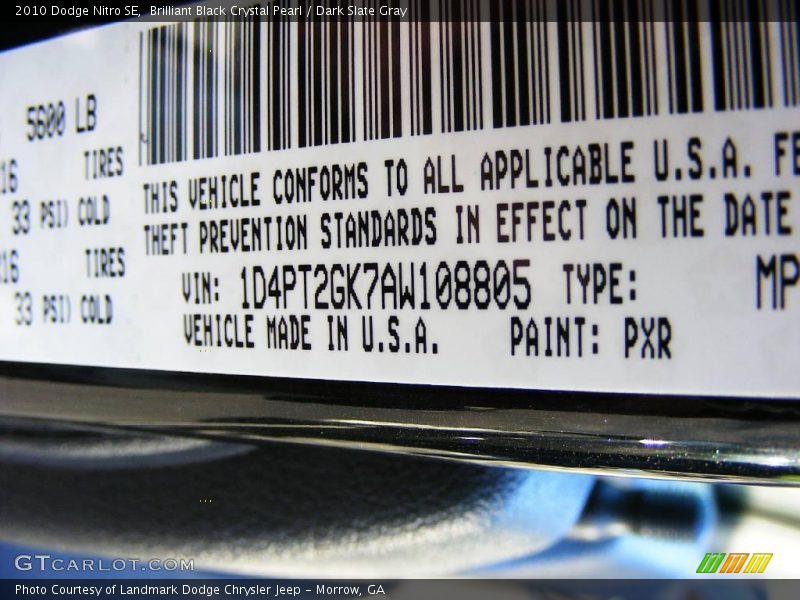 2010 Dodge Nitro SE,  Brilliant Black Crystal Pearl / Dark Slate Gray
5600 LB
TIRES
33 PSI) COLD
TIRES
33 PSI) COLD
THIS VEHICLE CONFORMS TO ALL APPLICABLE U.S.A.
THEFT PREVENTION STANDARDS IN EFFECT ON THE DATE
VIN: 1D4PT2GK7AW108805 TYPE: MP
VEHICLE MADE IN U.S.A. PAINT: PXR
GTCARLOT.COM
Photo Courtesy of Landmark Dodge Chrysler Jeep - Morrow, GA